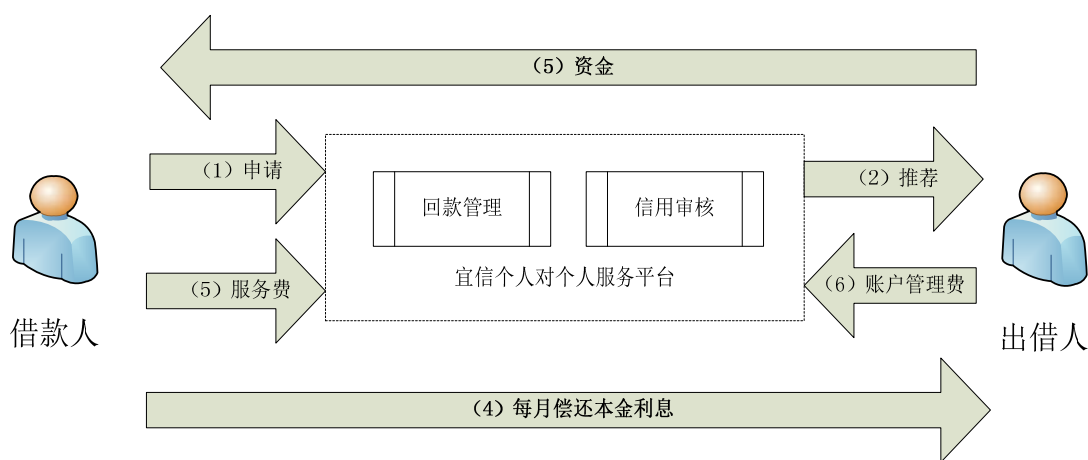 （5）资金
（1）申请
（2）推荐
回款管理
信用审核
宜信个人对个人服务平台
（5）服务费
（6）账户管理费
借款人
出借人
（4）每月偿还本金利息